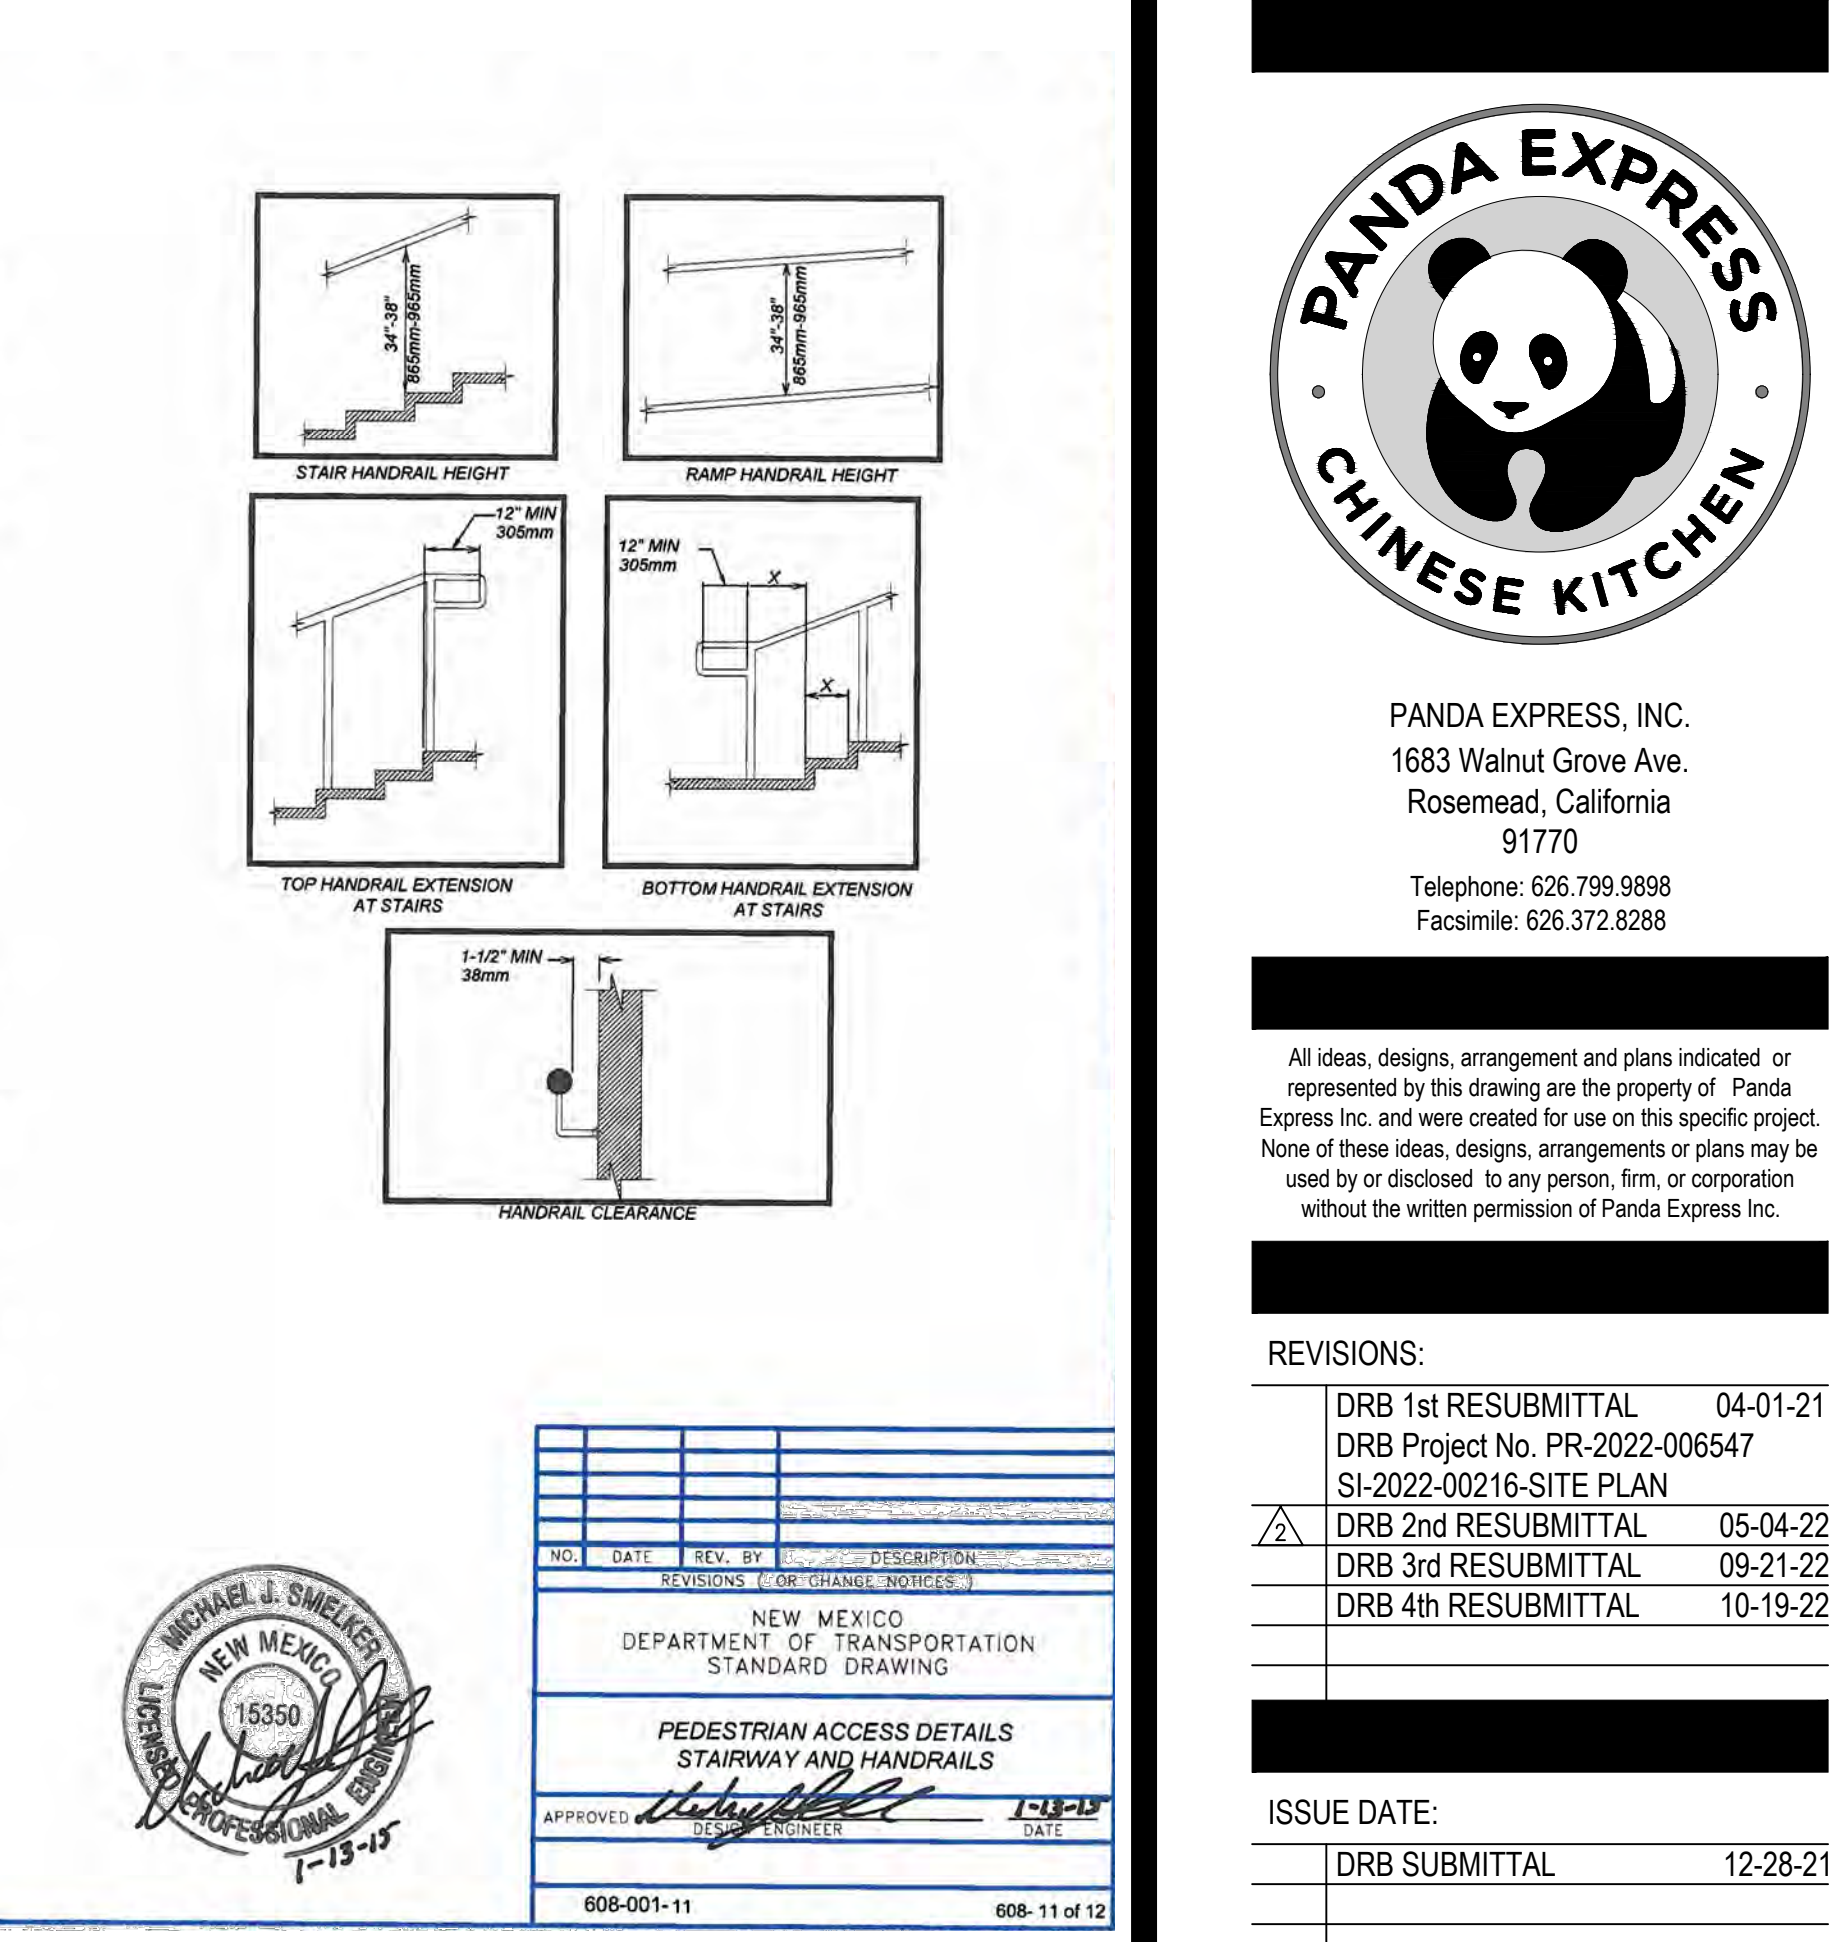 34"-38"
865mm-965mm
STAIR HANDRAIL HEIGHT
34"-38"
865mm-965mm
RAMP HANDRAIL HEIGHT
12" MIN
305mm
TOP HANDRAIL EXTENSION
AT STAIRS
12" MIN
305mm
X
X
BOTTOM HANDRAIL EXTENSION
AT STAIRS
1-1/2" MIN
38mm
HANDRAIL CLEARANCE
MICHAEL J. SMELKER
NEW MEXICO
15350
LICENSED PROFESSIONAL ENGINEER
1-13-15
NO. DATE REV. BY DESCRIPTION
REVISIONS ( OR CHANGE NOTICES )
NEW MEXICO
DEPARTMENT OF TRANSPORTATION
STANDARD DRAWING
PEDESTRIAN ACCESS DETAILS
STAIRWAY AND HANDRAILS
APPROVED 1-13-15
DESIGN ENGINEER DATE
608-001-11 608- 11 of 12
PANDA EXPRESS
CHINESE KITCHEN
PANDA EXPRESS, INC.
1683 Walnut Grove Ave.
Rosemead, California
91770
Telephone: 626.799.9898
Facsimile: 626.372.8288
All ideas, designs, arrangement and plans indicated or
represented by this drawing are the property of Panda
Express Inc. and were created for use on this specific project.
None of these ideas, designs, arrangements or plans may be
used by or disclosed to any person, firm, or corporation
without the written permission of Panda Express Inc.
REVISIONS:
DRB 1st RESUBMITTAL 04-01-21
DRB Project No. PR-2022-006547
SI-2022-00216-SITE PLAN
2 DRB 2nd RESUBMITTAL 05-04-22
DRB 3rd RESUBMITTAL 09-21-22
DRB 4th RESUBMITTAL 10-19-22
ISSUE DATE:
DRB SUBMITTAL 12-28-21